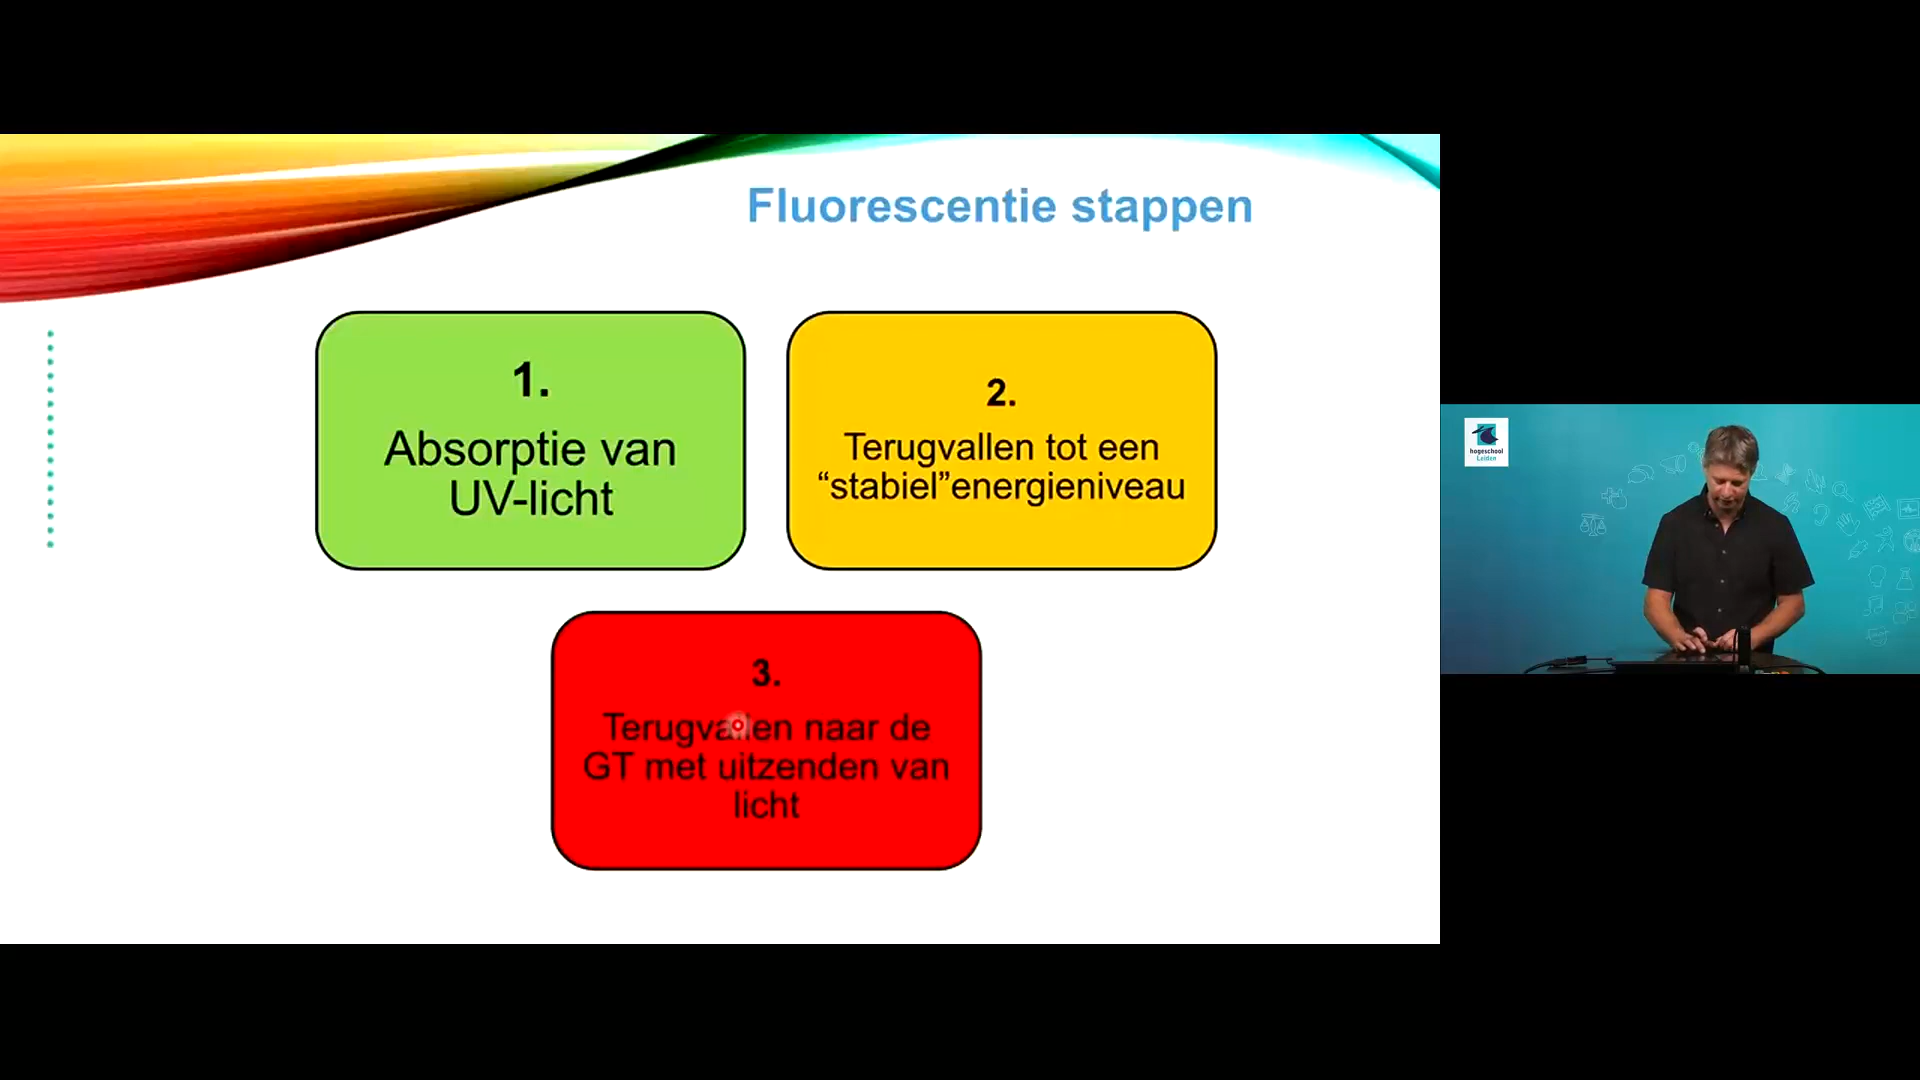 Fluorescentie stappen
1.
Absorptie van
UV-licht
2.
Terugvallen tot een
“stabiel”energieniveau
3.
Terugvallen naar de
GT met uitzenden van
licht
hogeschool
Leiden